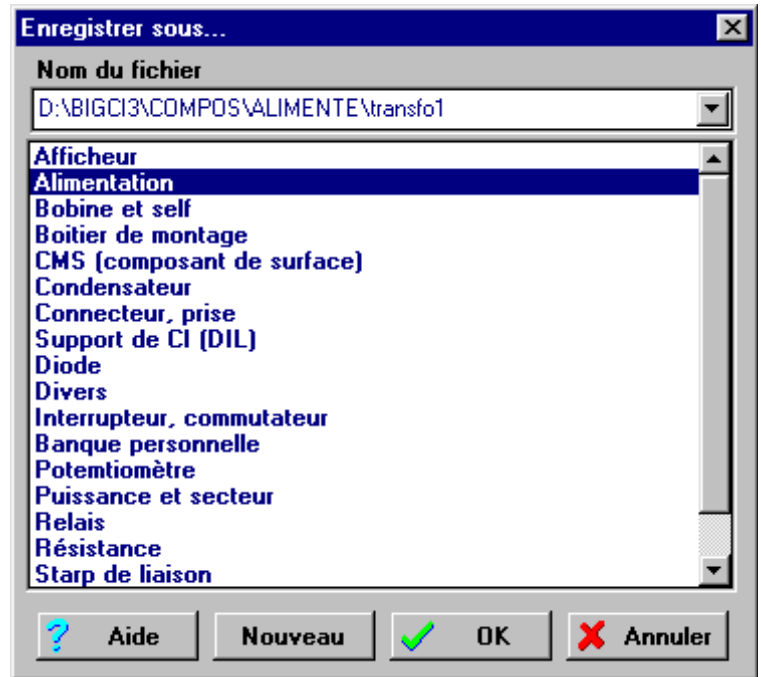 Enregistrer sous...
Nom du fichier
D:\BIGCI3\COMPOS\ALIMENTE\transfo1
Afficheur
Alimentation
Bobine et self
Boitier de montage
CMS (composant de surface)
Condensateur
Connecteur, prise
Support de CI (DIL)
Diode
Divers
Interrupteur, commutateur
Banque personnelle
Potemtiomètre
Puissance et secteur
Relais
Résistance
Starp de liaison
? Aide Nouveau OK Annuler